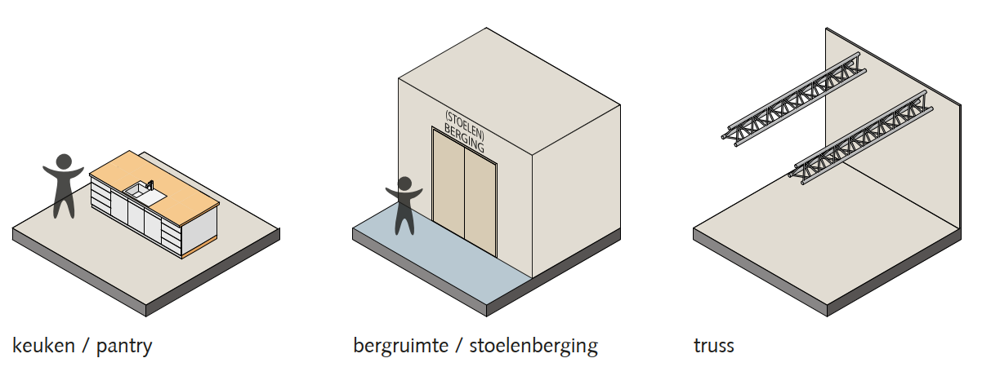 (STOELEN)
BERGING
keuken / pantry
bergruimte / stoelenberging
truss